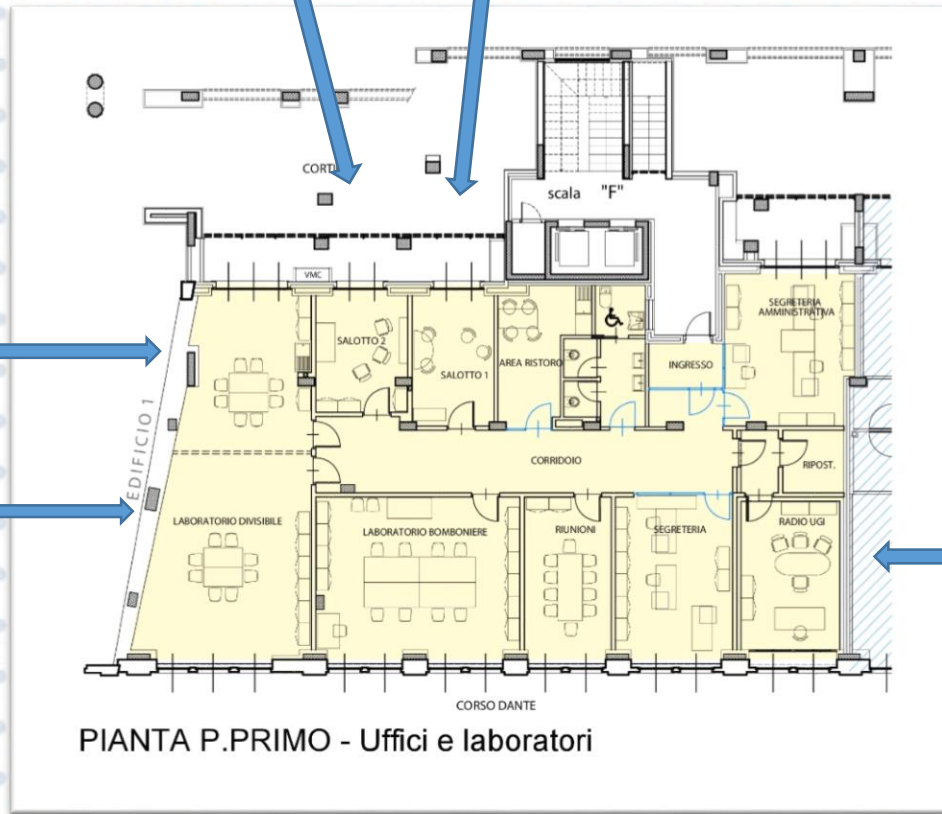 CORTI
scala "F"
VMC
SEGRETERIA
AMMINISTRATIVA
SALOTTO 2
SALOTTO 1
AREA RISTORO
INGRESSO
EDIFICIO 1
CORRIDOIO
RIPOST.
LABORATORIO DIVISIBILE
LABORATORIO BOMBONIERE
RIUNIONI
SEGRETERIA
RADIO UGI
CORSO DANTE
PIANTA P.PRIMO - Uffici e laboratori